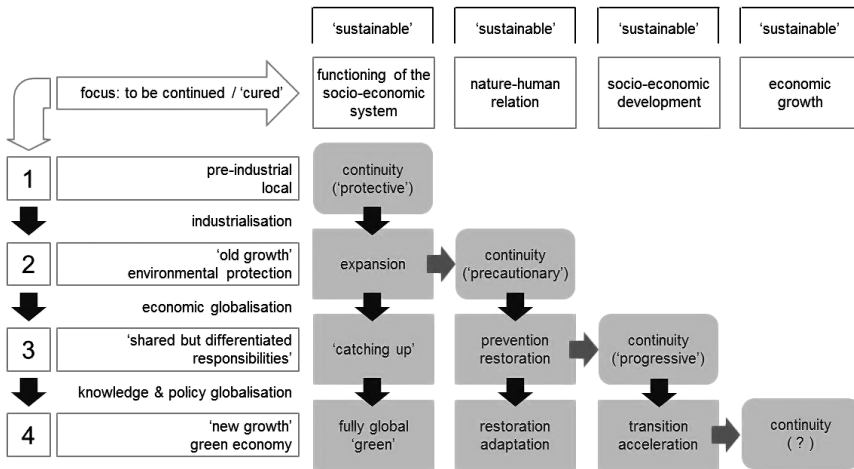 ‘sustainable’ ‘sustainable’ ‘sustainable’ ‘sustainable’
focus: to be continued / ‘cured’
functioning of the
socio-economic
system
nature-human
relation
socio-economic
development
economic
growth
1
pre-industrial
local
continuity
(‘protective’)
industrialisation
2
‘old growth’
environmental protection
expansion
continuity
(‘precautionary’)
economic globalisation
3
‘shared but differentiated
responsibilities’
‘catching up’
prevention
restoration
continuity
(‘progressive’)
knowledge & policy globalisation
4
‘new growth’
green economy
fully global
‘green’
restoration
adaptation
transition
acceleration
continuity
( ? )